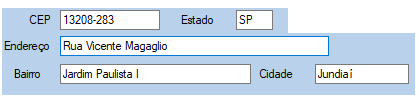 CEP 13208-283 Estado SP
Endereço Rua Vicente Magaglio
Bairro Jardim Paulista I Cidade Jundiaí